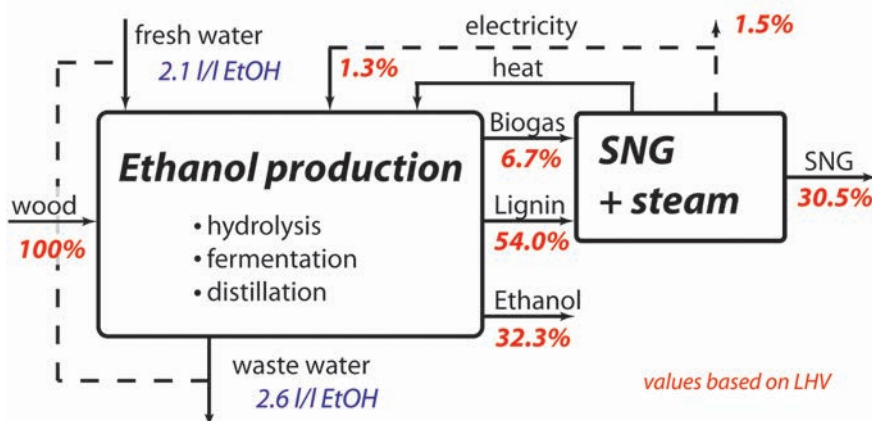 fresh water
2.1 l/l EtOH
electricity
1.3%
1.5%
heat
Ethanol production
• hydrolysis
• fermentation
• distillation
wood
100%
Biogas
6.7%
Lignin
54.0%
Ethanol
32.3%
SNG
+ steam
SNG
30.5%
waste water
2.6 l/l EtOH
values based on LHV